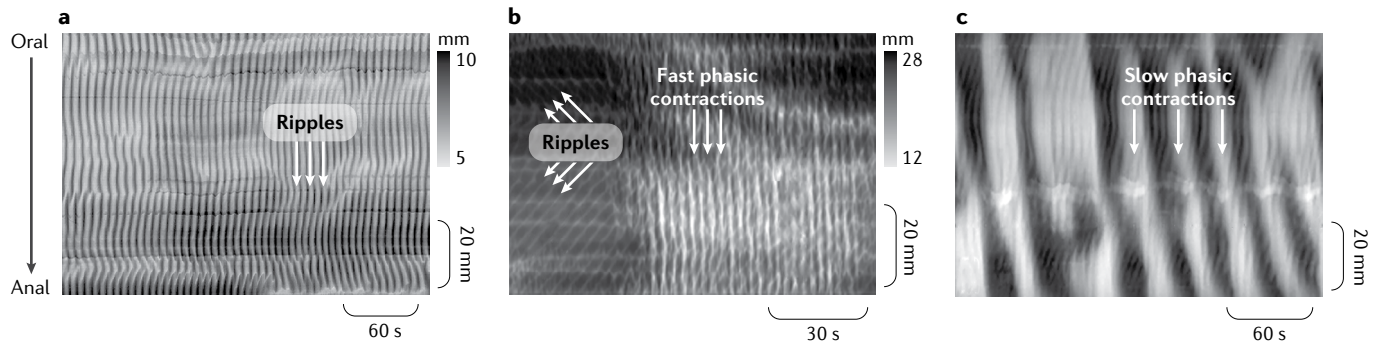 a
Oral
Anal
Ripples
mm
10
5
20 mm
60 s
b
Ripples
Fast phasic
contractions
mm
28
12
20 mm
30 s
c
Slow phasic
contractions
20 mm
60 s